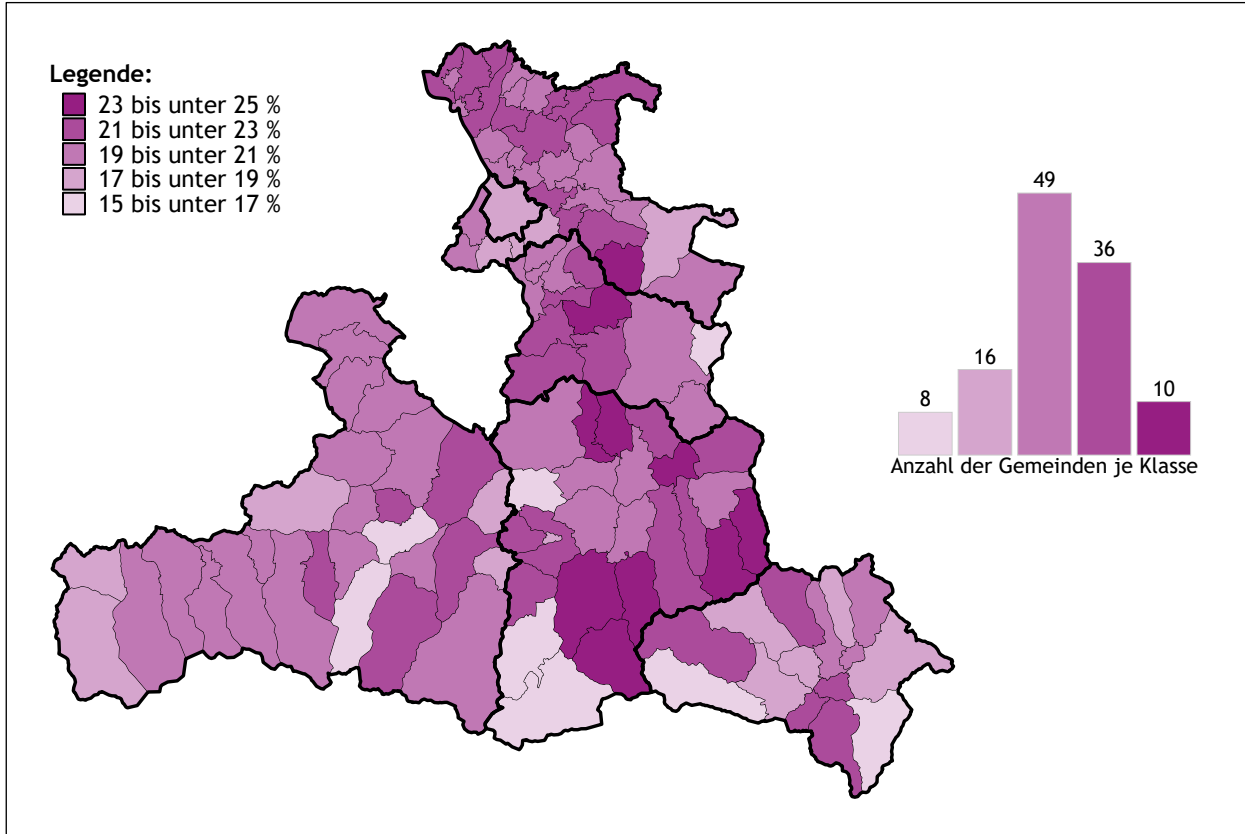 Legende:
23 bis unter 25 %
21 bis unter 23 %
19 bis unter 21 %
17 bis unter 19 %
15 bis unter 17 %
49
36
16
10
8
Anzahl der Gemeinden je Klasse